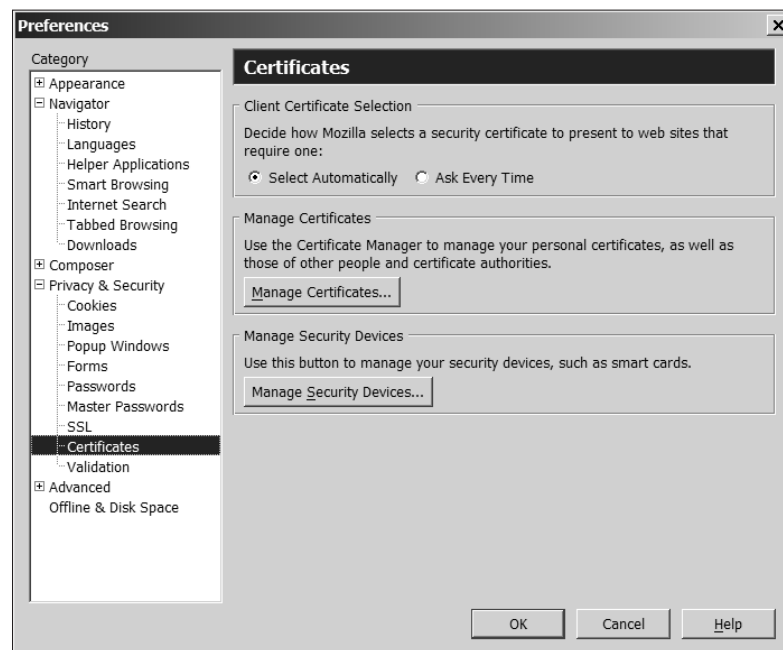 Preferences
Category
Appearance
Navigator
History
Languages
Helper Applications
Smart Browsing
Internet Search
Tabbed Browsing
Downloads
Composer
Privacy & Security
Cookies
Images
Popup Windows
Forms
Passwords
Master Passwords
SSL
Certificates
Validation
Advanced
Offline & Disk Space
Certificates
Client Certificate Selection
Decide how Mozilla selects a security certificate to present to web sites that
require one:
Select Automatically Ask Every Time
Manage Certificates
Use the Certificate Manager to manage your personal certificates, as well as
those of other people and certificate authorities.
Manage Certificates...
Manage Security Devices
Use this button to manage your security devices, such as smart cards.
Manage Security Devices...
OK Cancel Help